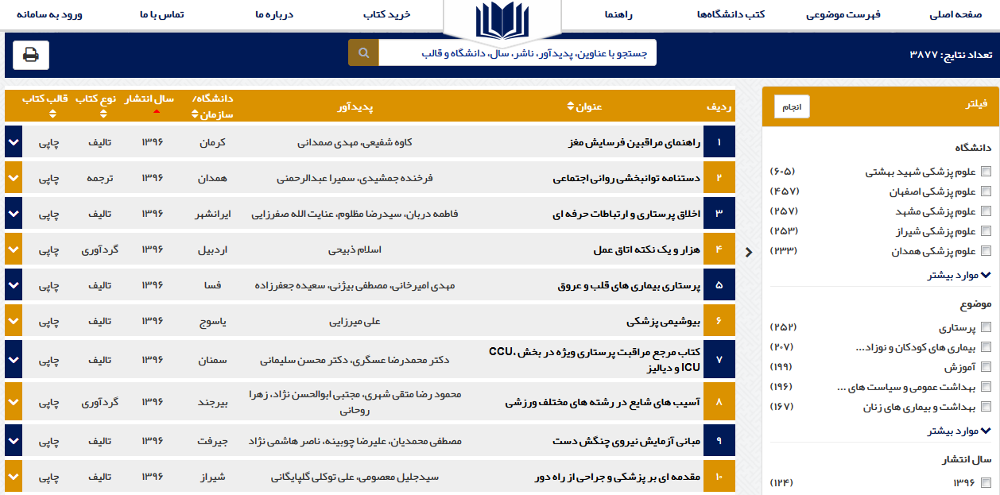 صفحه اصلی
فهرست موضوعی
کتب دانشگاه‌ها
راهنما
خرید کتاب
درباره ما
تماس با ما
ورود به سامانه
تعداد نتایج: ۳۸۷۷
جستجو با عناوین، پدیدآور، ناشر، سال، دانشگاه و قالب
فیلتر
انجام
دانشگاه
علوم پزشکی شهید بهشتی (۶۰۵)
علوم پزشکی اصفهان (۴۵۷)
علوم پزشکی مشهد (۲۵۷)
علوم پزشکی شیراز (۲۵۳)
علوم پزشکی همدان (۲۳۳)
موارد بیشتر
موضوع
پرستاری (۲۵۲)
بیماری های کودکان و نوزاد... (۲۰۷)
آموزش (۱۹۹)
بهداشت عمومی و سیاست های ... (۱۹۶)
بهداشت و بیماری های زنان (۱۶۷)
موارد بیشتر
سال انتشار
۱۳۹۶ (۱۲۴)
ردیف عنوان پدیدآور دانشگاه/ سازمان سال انتشار نوع کتاب قالب کتاب
۱ راهنمای مراقبین فرسایش مغز کاوه شفیعی، مهدی صمدانی کرمان ۱۳۹۶ تالیف چاپی
۲ دستنامه توانبخشی روانی اجتماعی فرخنده جمشیدی، سمیرا عبدالرحمنی همدان ۱۳۹۶ ترجمه چاپی
۳ اخلاق پرستاری و ارتباطات حرفه ای فاطمه دربان، سیدرضا مظلوم، عنایت الله صفرزایی ایرانشهر ۱۳۹۶ تالیف چاپی
۴ هزار و یک نکته اتاق عمل اسلام ذبیحی اردبیل ۱۳۹۶ گردآوری چاپی
۵ پرستاری بیماری های قلب و عروق مهدی امیرخانی، مصطفی بیژنی، سعیده جعفرزاده فسا ۱۳۹۶ تالیف چاپی
۶ بیوشیمی پزشکی علی میرزایی یاسوج ۱۳۹۶ تالیف چاپی
۷ کتاب مرجع مراقبت پرستاری ویژه در بخش CCU،
ICU و دیالیز دکتر محمدرضا عسگری، دکتر محسن سلیمانی سمنان ۱۳۹۶ تالیف چاپی
۸ آسیب های شایع در رشته های مختلف ورزشی محمود رضا متقی شهری، مجتبی ابوالحسن نژاد، زهرا
روحانی بیرجند ۱۳۹۶ گردآوری چاپی
۹ مبانی آزمایش نیروی چنگش دست مصطفی محمدیان، علیرضا چوبینه، ناصر هاشمی نژاد جیرفت ۱۳۹۶ تالیف چاپی
۱۰ مقدمه ای بر پزشکی و جراحی از راه دور سیدجلیل معصومی، علی توکلی گلپایگانی شیراز ۱۳۹۶ تالیف چاپی